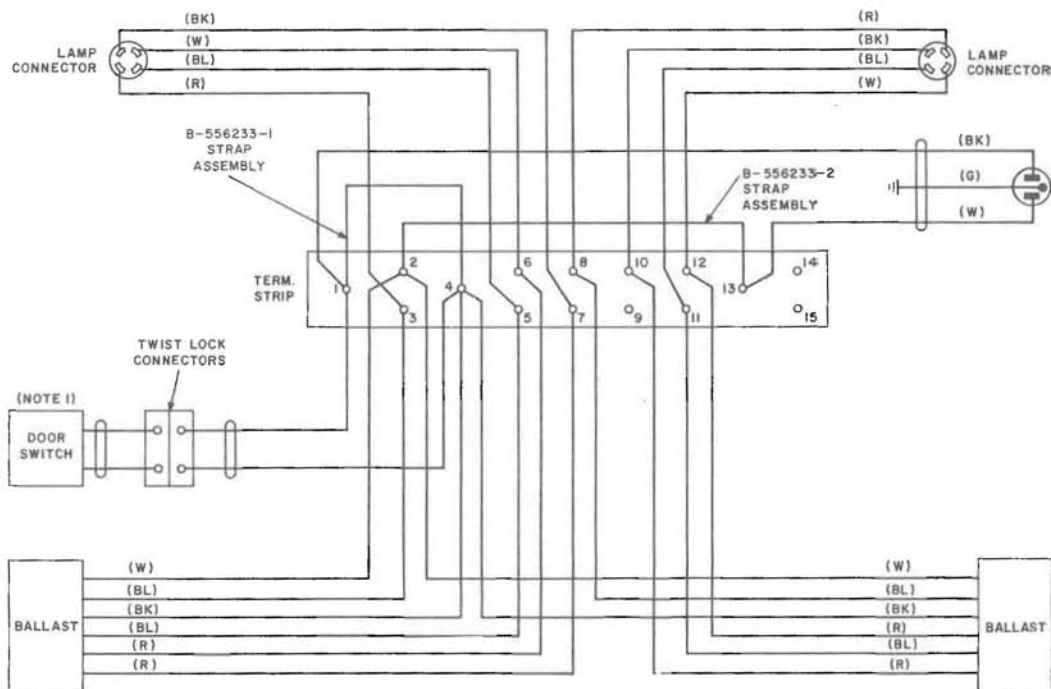 (BK)
(W)
(BL)
(R)
LAMP
CONNECTOR
(R)
(BK)
(BL)
(W)
LAMP
CONNECTOR
B-556233-1
STRAP
ASSEMBLY
B-556233-2
STRAP
ASSEMBLY
(BK)
(G)
(W)
TERM.
STRIP
1
2
3
4
5
6
7
8
9
10
11
12
13
14
15
TWIST LOCK
CONNECTORS
(NOTE 1)
DOOR
SWITCH
BALLAST
(W)
(BL)
(BK)
(BL)
(R)
(R)
(W)
(BL)
(BK)
(R)
(BL)
(R)
BALLAST